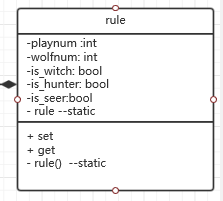 rule
-playnum :int
-wolfnum: int
-is_witch: bool
-is_hunter: bool
-is_seer:bool
- rule --static
+ set
+ get
- rule()  --static